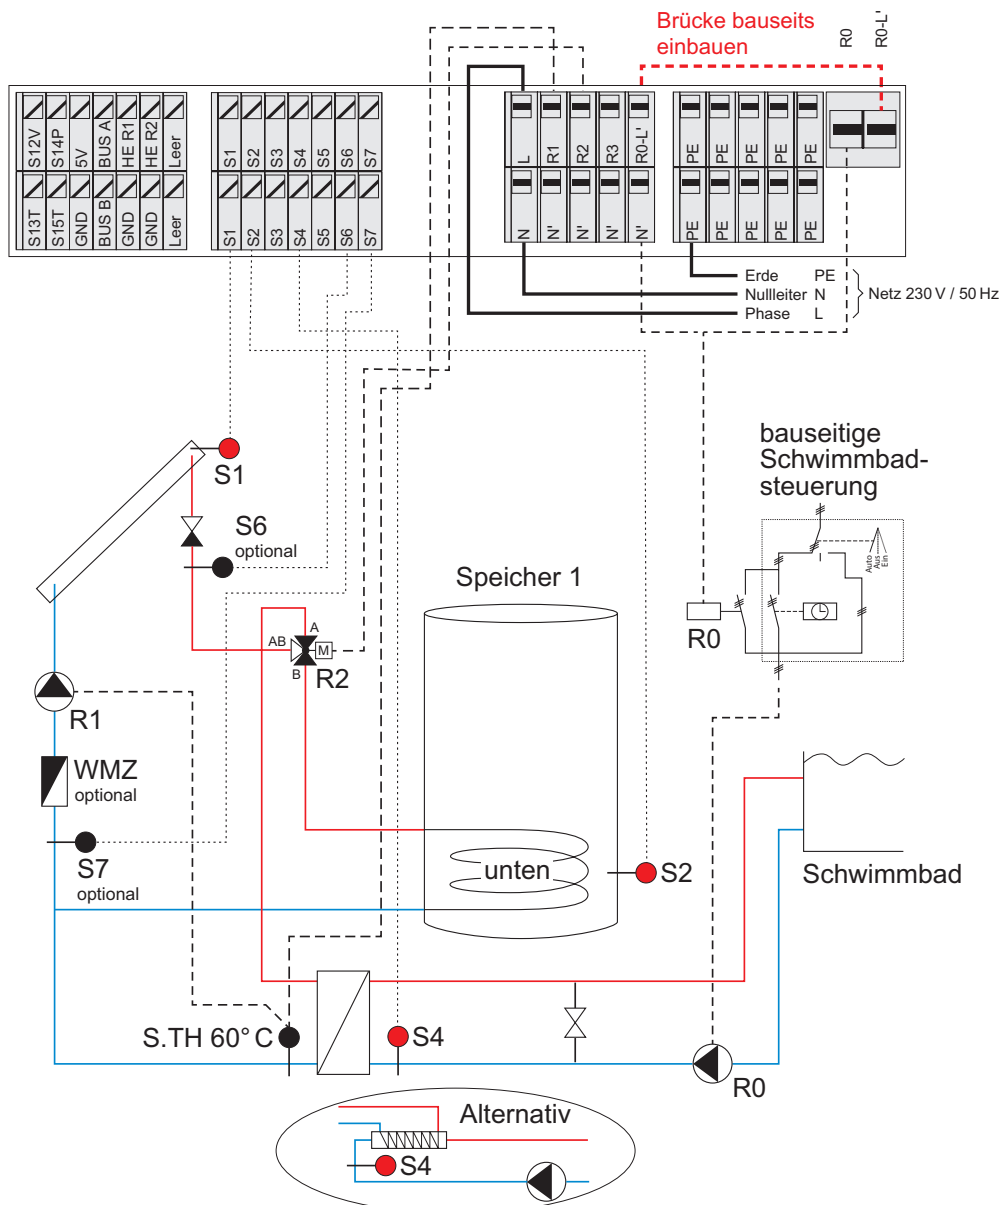 Brücke bauseits
einbauen
R0
R0-L'
S12V
S14P
5V
BUS A
HE R1
HE R2
Leer
S1
S2
S3
S4
S5
S6
S7
L
R1
R2
R3
R0-L'
PE
PE
PE
PE
PE
S13T
S15T
GND
BUS B
GND
GND
Leer
S1
S2
S3
S4
S5
S6
S7
N
N'
N'
N'
N'
PE
PE
PE
PE
PE
Erde PE
Nullleiter N
Phase L
Netz 230 V / 50 Hz
bauseitige
Schwimmbad-
steuerung
Auto
Aus
Ein
S1
S6
optional
Speicher 1
R0
A
AB
M
B
R2
R1
WMZ
optional
S7
optional
unten
S2
Schwimmbad
S.TH 60° C
S4
R0
Alternativ
S4